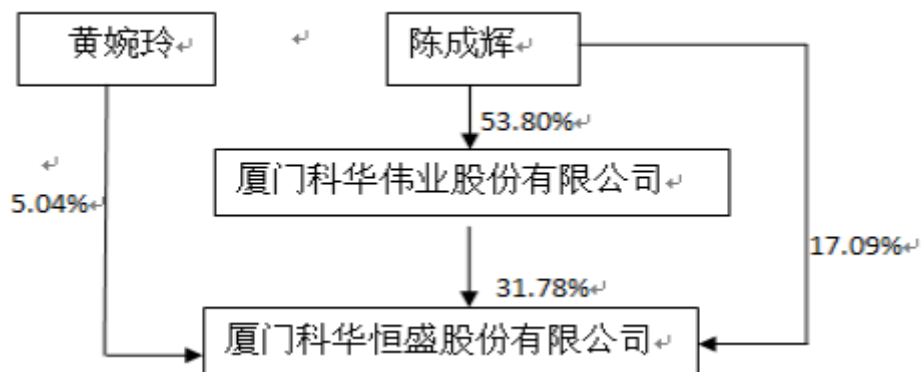 黄婉玲↵
↵
陈成辉↵
53.80%↵
厦门科华伟业股份有限公司↵
↵
5.04%↵
17.09%↵
31.78%↵
厦门科华恒盛股份有限公司↵